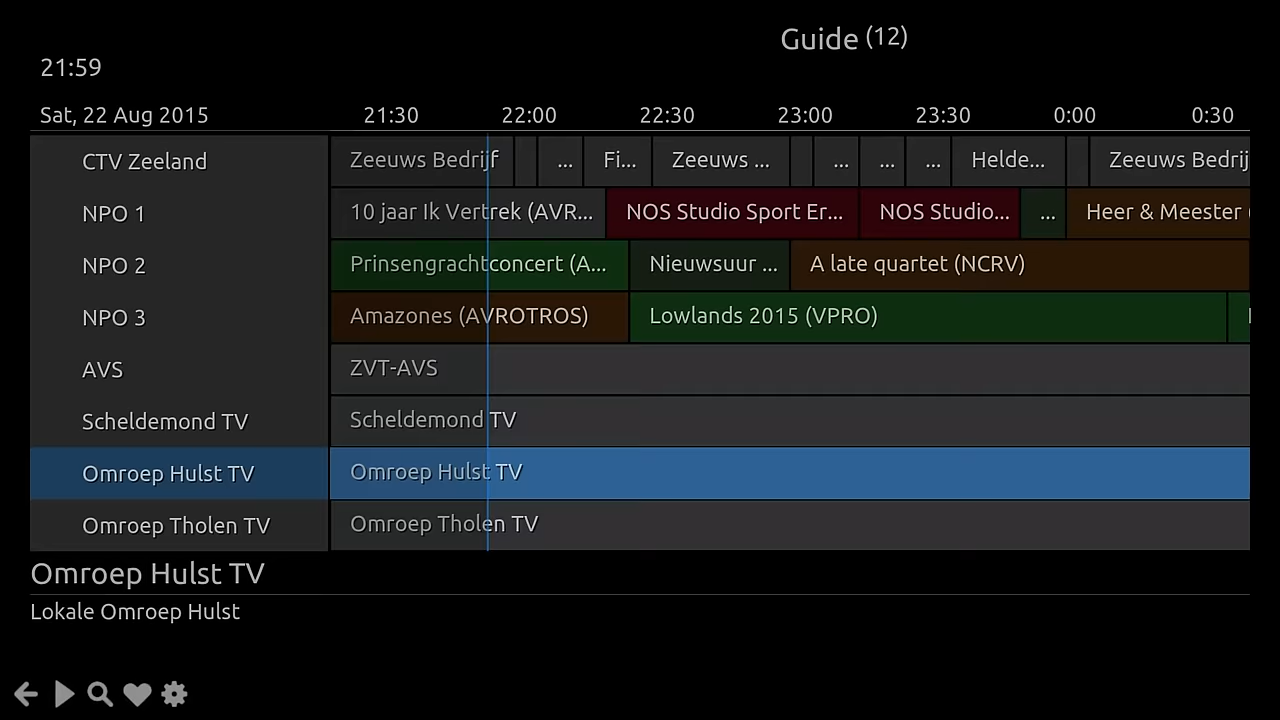 Guide (12)
21:59
Sat, 22 Aug 2015 21:30 22:00 22:30 23:00 23:30 0:00 0:30
CTV Zeeland Zeeuws Bedrijf ... Fi... Zeeuws ... ... ... ... Helde... Zeeuws Bedrij
NPO 1 10 jaar Ik Vertrek (AVR... NOS Studio Sport Er... NOS Studio... ... Heer & Meester (
NPO 2 Prinsengrachtconcert (A... Nieuwsuur ... A late quartet (NCRV)
NPO 3 Amazones (AVROTROS) Lowlands 2015 (VPRO)
AVS ZVT-AVS
Scheldemond TV Scheldemond TV
Omroep Hulst TV Omroep Hulst TV
Omroep Tholen TV Omroep Tholen TV
Omroep Hulst TV
Lokale Omroep Hulst